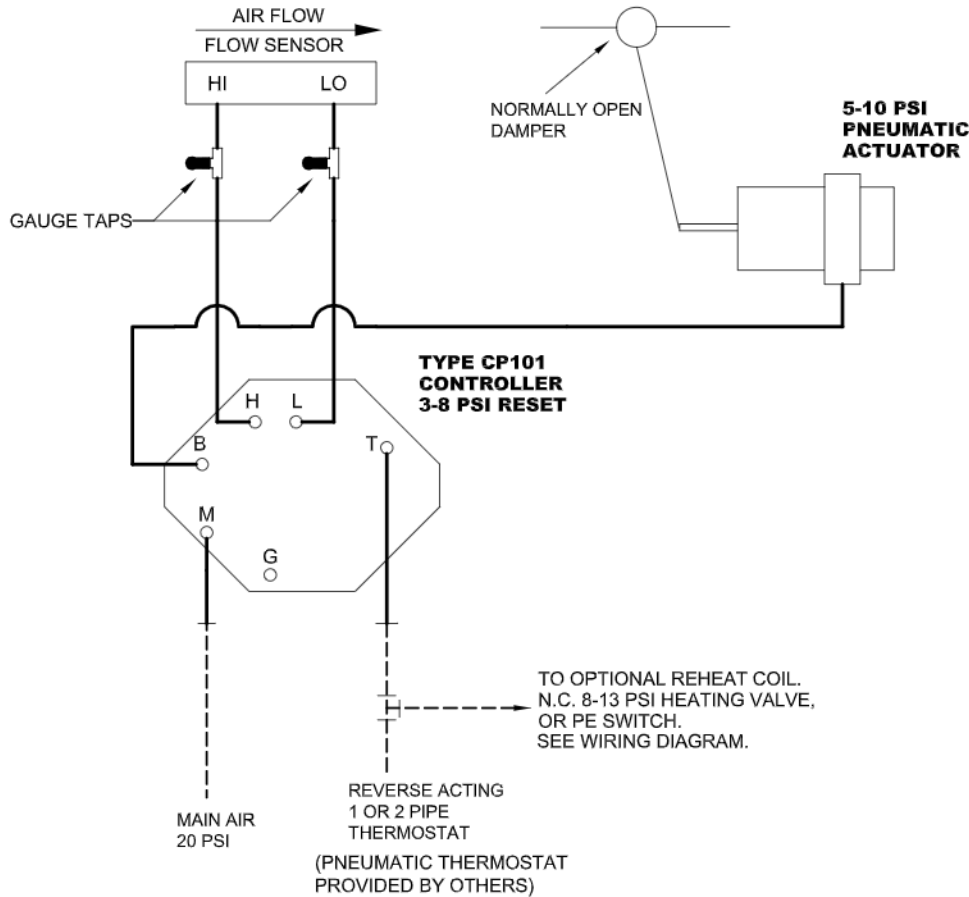 AIR FLOW
FLOW SENSOR
HI
LO
NORMALLY OPEN
DAMPER
5-10 PSI
PNEUMATIC
ACTUATOR
GAUGE TAPS
TYPE CP101
CONTROLLER
3-8 PSI RESET
H
L
B
T
M
G
TO OPTIONAL REHEAT COIL.
N.C. 8-13 PSI HEATING VALVE,
OR PE SWITCH.
SEE WIRING DIAGRAM.
MAIN AIR
20 PSI
REVERSE ACTING
1 OR 2 PIPE
THERMOSTAT
(PNEUMATIC THERMOSTAT
PROVIDED BY OTHERS)